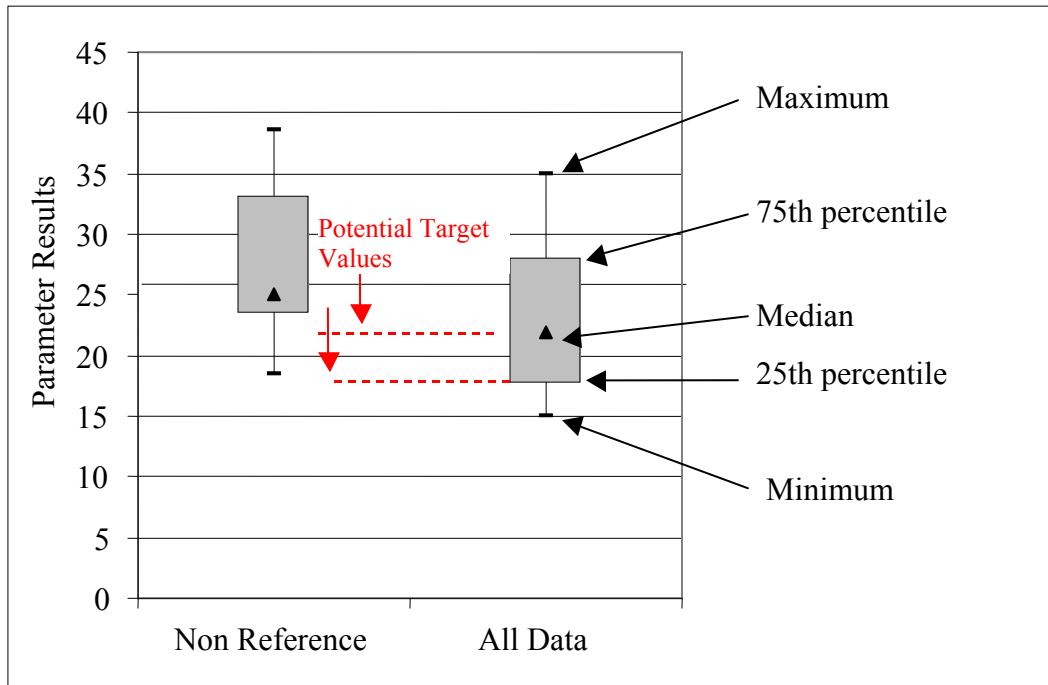 45
40
35
30
25
20
15
10
5
0
Parameter Results
Potential Target
Values
Non Reference
All Data
Maximum
75th percentile
Median
25th percentile
Minimum